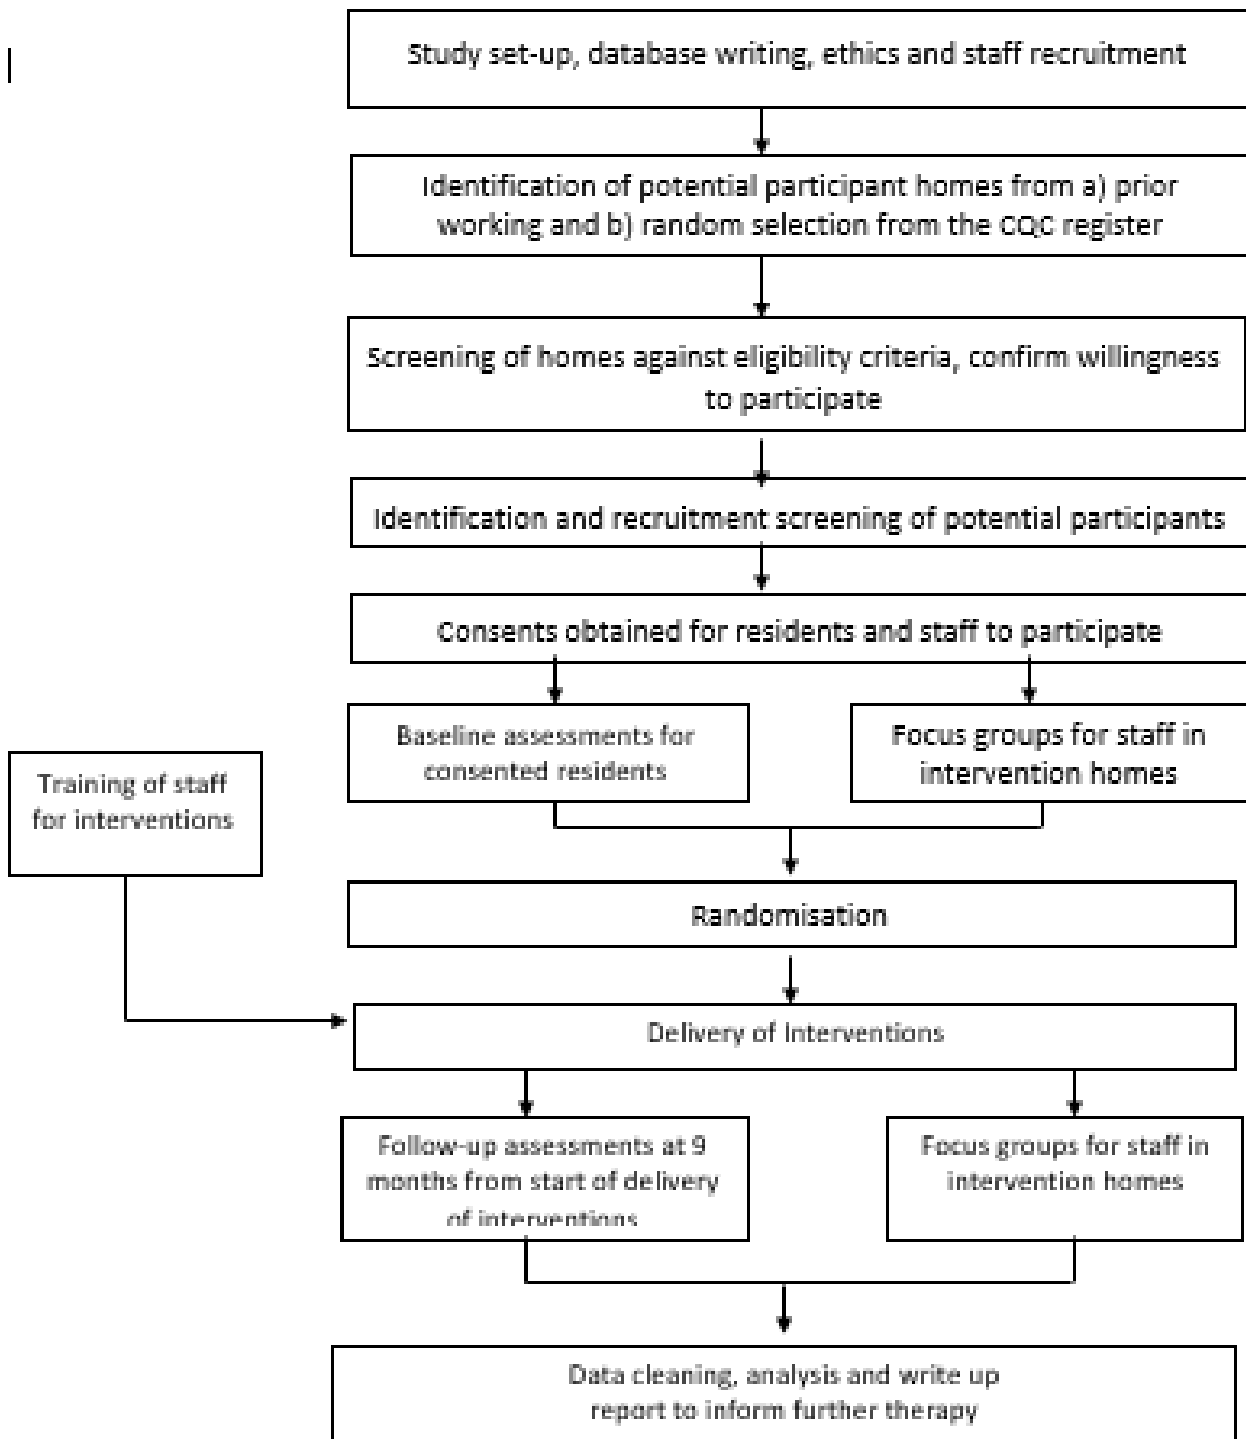 Study set-up, database writing, ethics and staff recruitment
Identification of potential participant homes from a) prior
working and b) random selection from the CQC register
Screening of homes against eligibility criteria, confirm willingness
to participate
Identification and recruitment screening of potential participants
Consents obtained for residents and staff to participate
Baseline assessments for
consented residents
Focus groups for staff in
intervention homes
Training of staff
for interventions
Randomisation
Delivery of Interventions
Follow-up assessments at 9
months from start of delivery
of interventions
Focus groups for staff in
intervention homes
Data cleaning, analysis and write up
report to inform further therapy